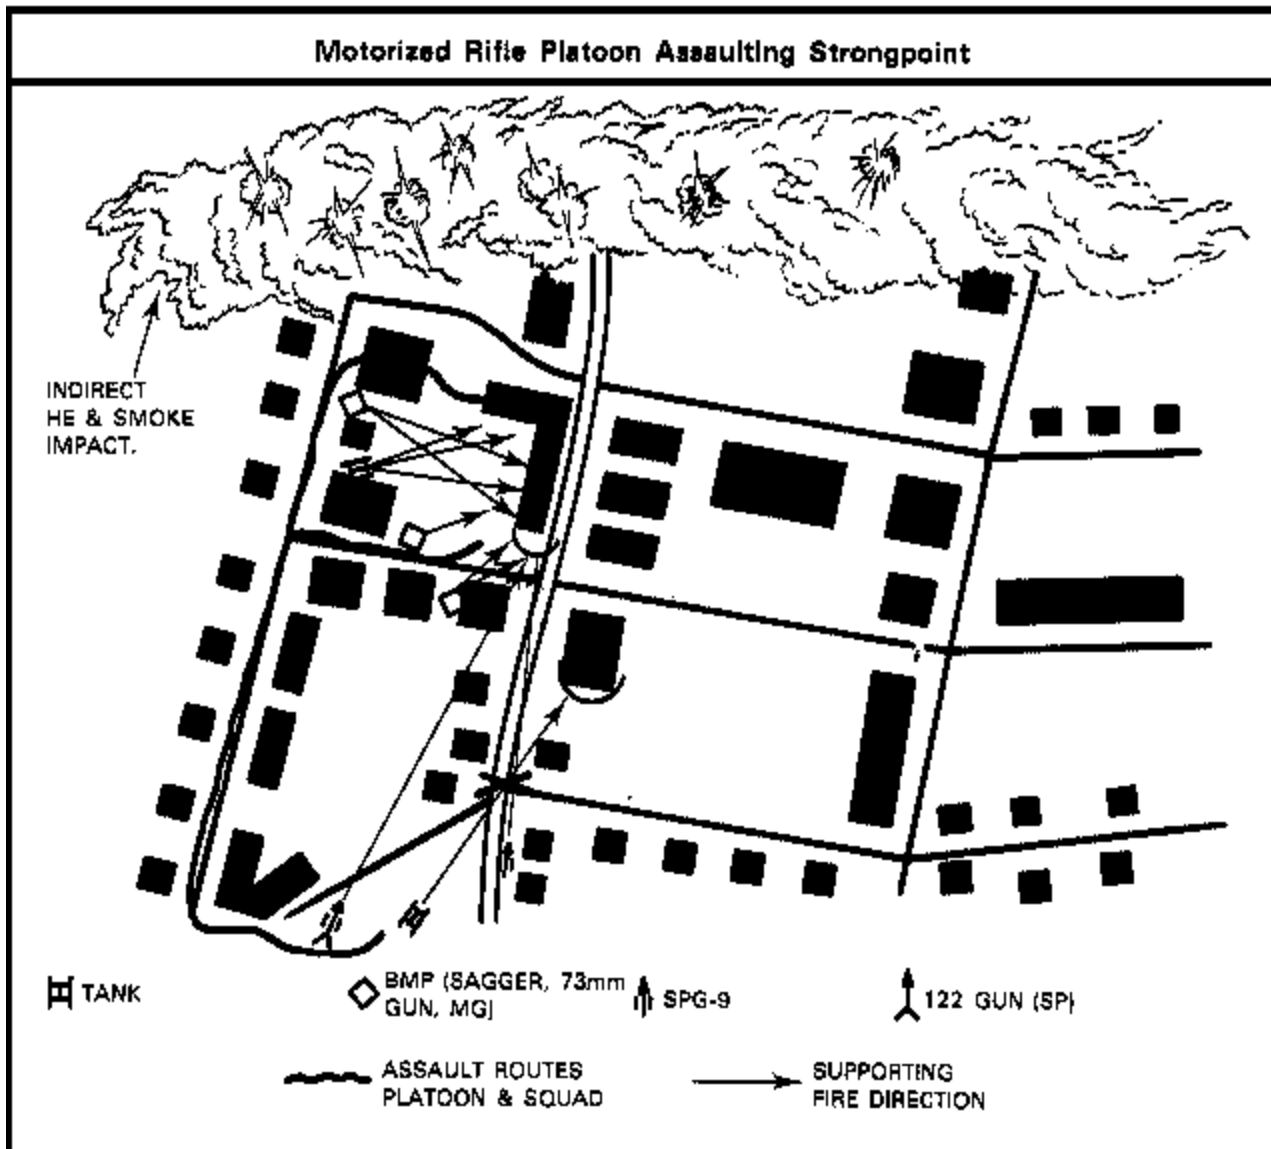 Motorized Rifle Platoon Assaulting Strongpoint
INDIRECT
HE & SMOKE
IMPACT.
TANK
BMP (SAGGER, 73mm
GUN, MG)
SPG-9
122 GUN (SP)
ASSAULT ROUTES
PLATOON & SQUAD
SUPPORTING
FIRE DIRECTION